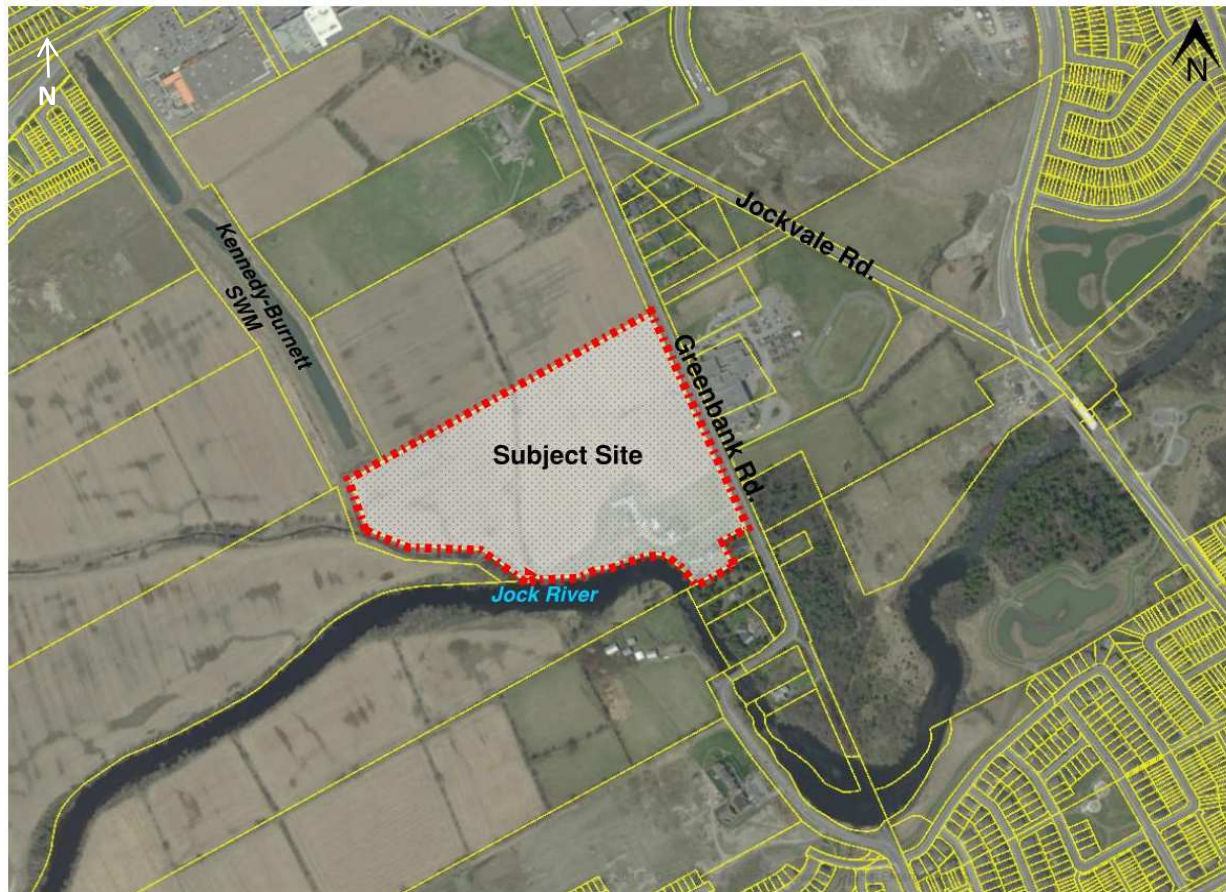 N
N
Jockvale Rd.
Kennedy-Burnett
SWM
Greenbank Rd.
Subject Site
Jock River